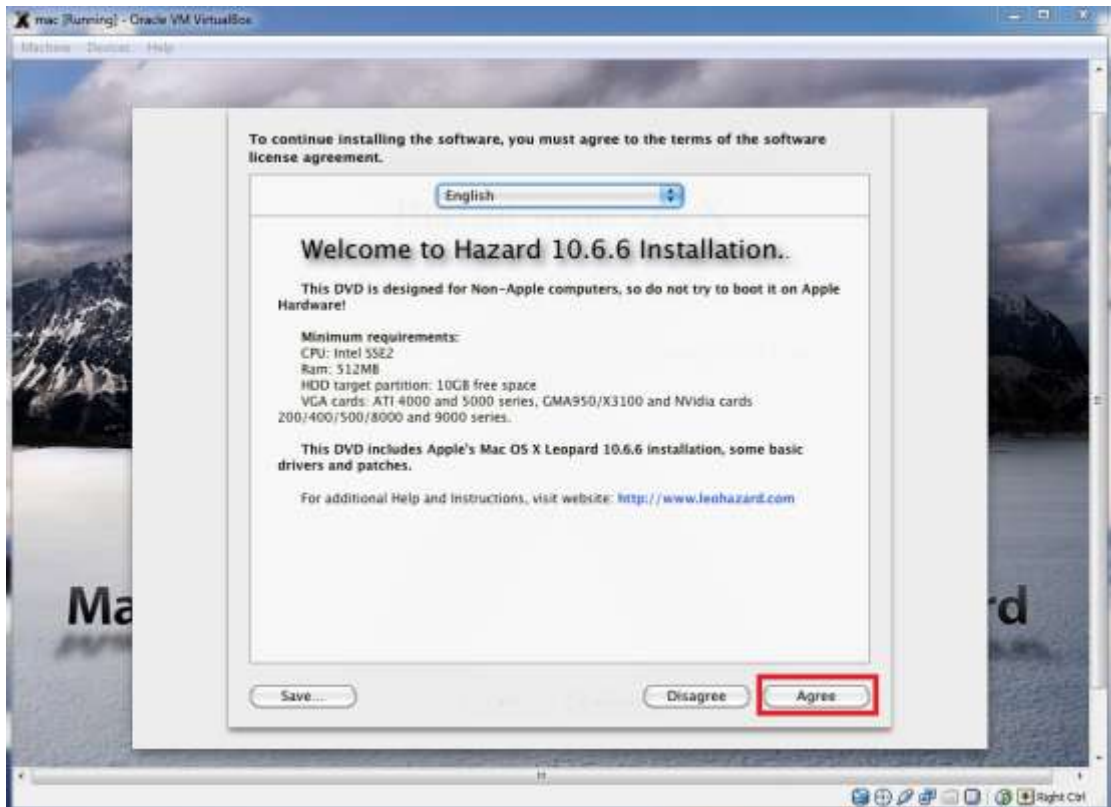 mac [Running] - Oracle VM VirtualBox
Machine Devices Help
To continue installing the software, you must agree to the terms of the software
license agreement.
English
Welcome to Hazard 10.6.6 Installation..
This DVD is designed for Non-Apple computers, so do not try to boot it on Apple
Hardware!
Minimum requirements:
CPU: Intel SSE2
Ram: 512MB
HDD target partition: 10GB free space
VGA cards: ATI 4000 and 5000 series, GMA950/X3100 and NVidia cards
200/400/500/8000 and 9000 series.
This DVD includes Apple's Mac OS X Leopard 10.6.6 installation, some basic
drivers and patches.
For additional Help and Instructions, visit website: http://www.leohazard.com
Ma
rd
Save...
Disagree
Agree
Right Ctrl